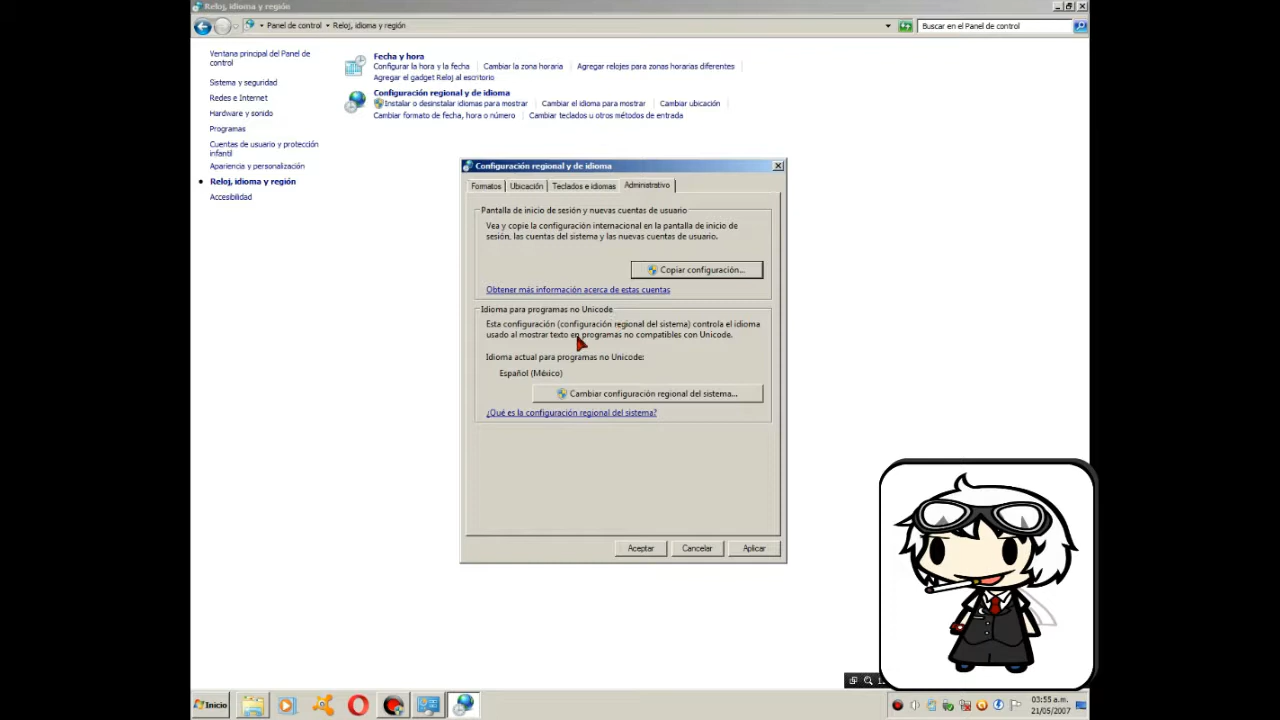 Reloj, idioma y región
Panel de control
Reloj, idioma y región
Buscar en el Panel de control
Ventana principal del Panel de
control
Sistema y seguridad
Redes e Internet
Hardware y sonido
Programas
Cuentas de usuario y protección
infantil
Apariencia y personalización
Reloj, idioma y región
Accesibilidad
Fecha y hora
Configurar la hora y la fecha
Cambiar la zona horaria
Agregar relojes para zonas horarias diferentes
Agregar el gadget Reloj al escritorio
Configuración regional y de idioma
Instalar o desinstalar idiomas para mostrar
Cambiar el idioma para mostrar
Cambiar ubicación
Cambiar formato de fecha, hora o número
Cambiar teclados u otros métodos de entrada
Configuración regional y de idioma
Formatos
Ubicación
Teclados e idiomas
Administrativo
Pantalla de inicio de sesión y nuevas cuentas de usuario
Vea y copie la configuración internacional en la pantalla de inicio de
sesión, las cuentas del sistema y las nuevas cuentas de usuario.
Copiar configuración...
Obtener más información acerca de estas cuentas
Idioma para programas no Unicode
Esta configuración (configuración regional del sistema) controla el idioma
usado al mostrar texto en programas no compatibles con Unicode.
Idioma actual para programas no Unicode:
Español (México)
Cambiar configuración regional del sistema...
¿Qué es la configuración regional del sistema?
Aceptar
Cancelar
Aplicar
Inicio
03:55 a.m.
21/05/2007